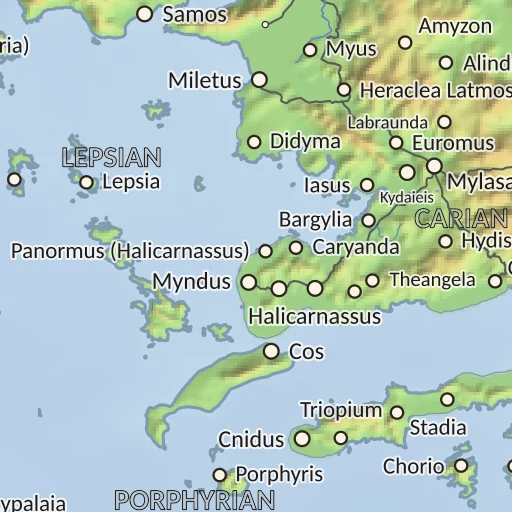 Samos
Amyzon
Myus
ria)
Alind
Miletus
Heraclea Latmos
Labraunda
Didyma
Euromus
LEPSIAN
Lepsia
Iasus
Mylasa
Kydaieis
Bargylia
CARIAN
Hydis
Panormus (Halicarnassus)
Caryanda
Myndus
Theangela
Halicarnassus
Cos
Triopium
Stadia
Cnidus
Chorio
Porphyris
PORPHYRIAN
ypalaia